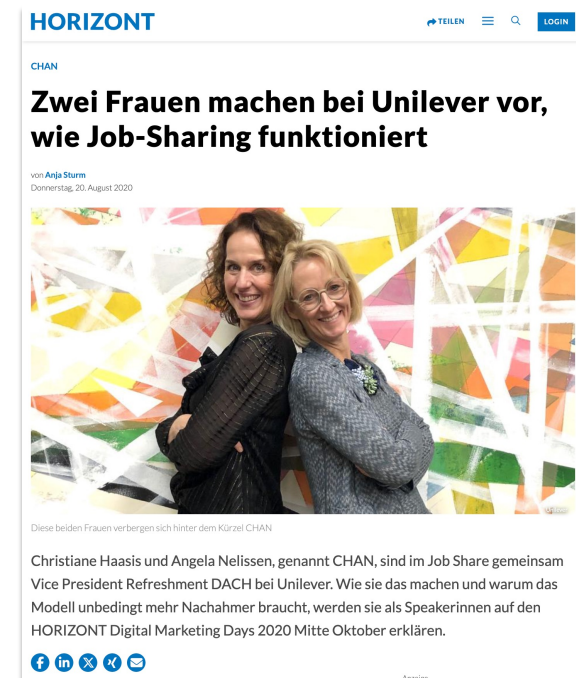 HORIZONT
TEILEN
LOGIN
CHAN
Zwei Frauen machen bei Unilever vor,
wie Job-Sharing funktioniert
von Anja Sturm
Donnerstag, 20. August 2020
Diese beiden Frauen verbergen sich hinter dem Kürzel CHAN
Christiane Haasis und Angela Nelissen, genannt CHAN, sind im Job Share gemeinsam
Vice President Refreshment DACH bei Unilever. Wie sie das machen und warum das
Modell unbedingt mehr Nachahmer braucht, werden sie als Speakerinnen auf den
HORIZONT Digital Marketing Days 2020 Mitte Oktober erklären.